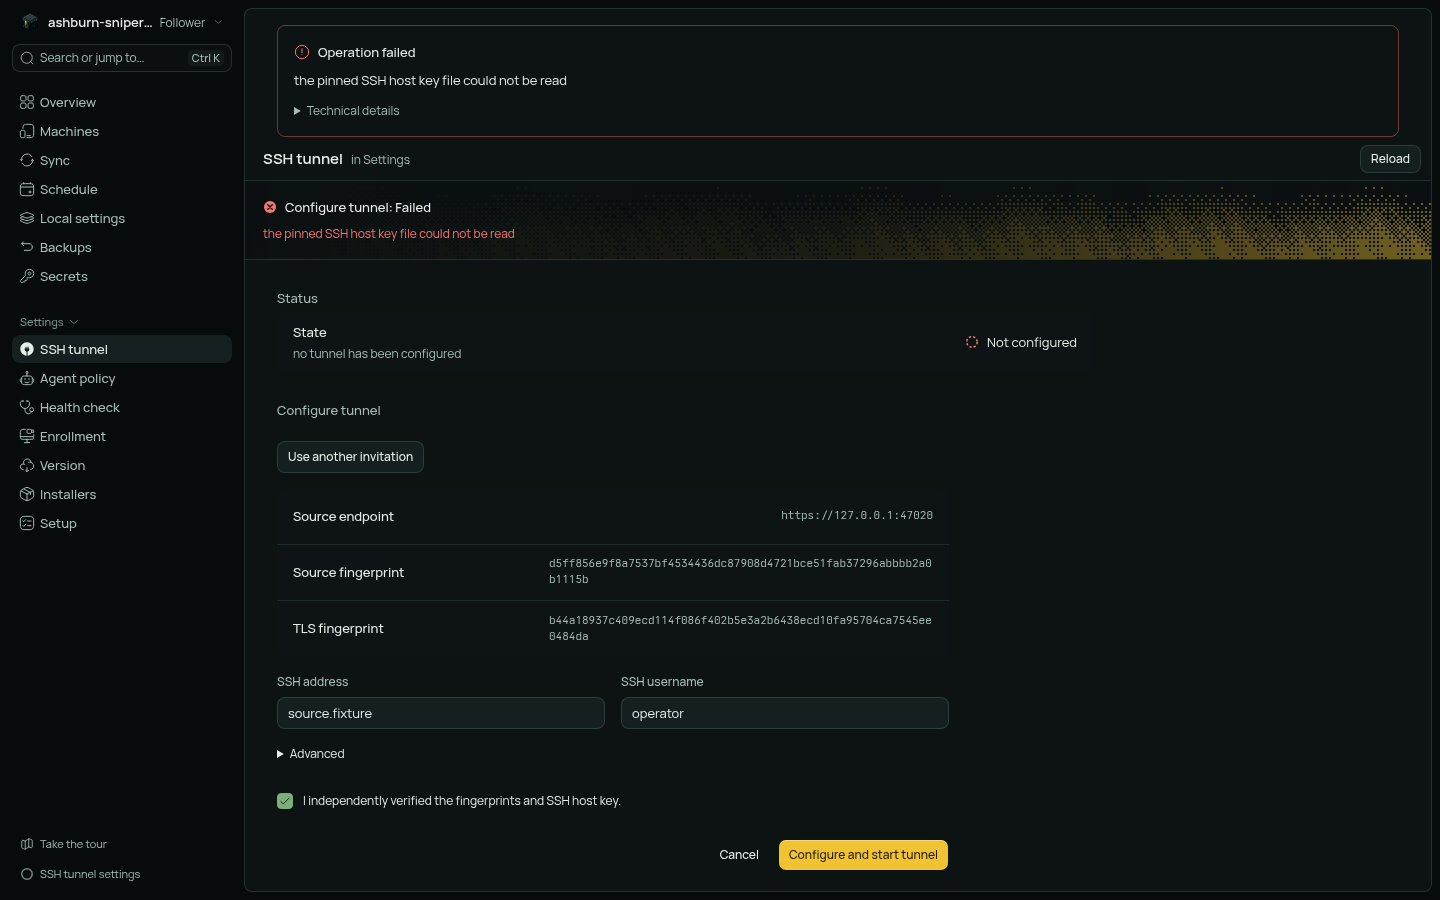 ashburn-sniper... Follower
Search or jump to... Ctrl K
Overview
Machines
Sync
Schedule
Local settings
Backups
Secrets
Settings
SSH tunnel
Agent policy
Health check
Enrollment
Version
Installers
Setup
Take the tour
SSH tunnel settings
Operation failed
the pinned SSH host key file could not be read
Technical details
SSH tunnel in Settings
Reload
Configure tunnel: Failed
the pinned SSH host key file could not be read
Status
State
no tunnel has been configured
Not configured
Configure tunnel
Use another invitation
Source endpoint https://127.0.0.1:47020
Source fingerprint d5ff856e9f8a7537bf4534436dc87908d4721bce51fab37296abbbb2a0
b1115b
TLS fingerprint b44a18937c409ecd114f086f402b5e3a2b6438ecd10fa95704ca7545ee
0484da
SSH address SSH username
source.fixture operator
Advanced
I independently verified the fingerprints and SSH host key.
Cancel Configure and start tunnel